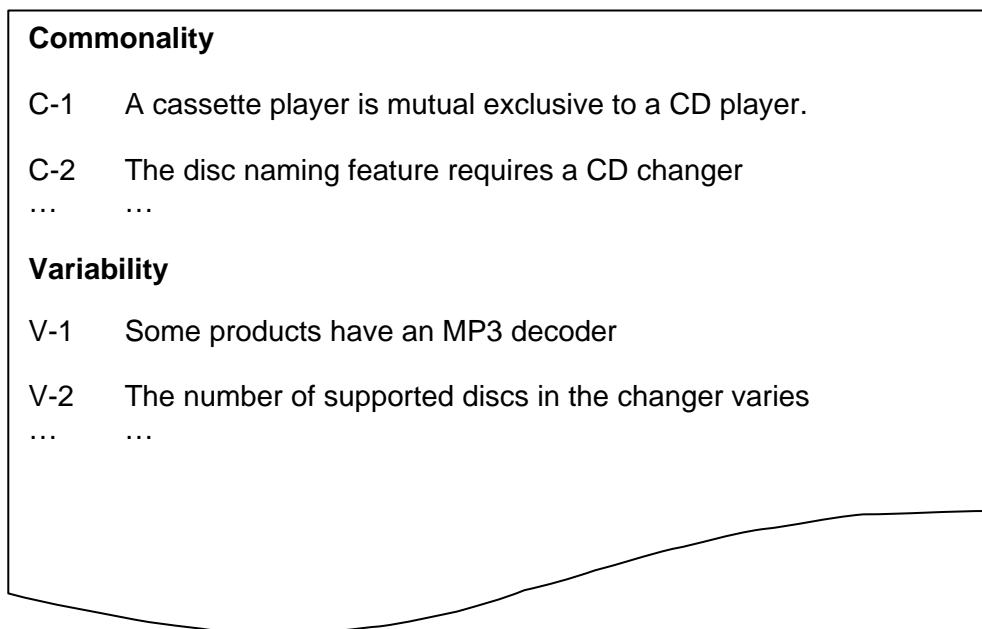 Commonality
C-1 A cassette player is mutual exclusive to a CD player.
C-2 The disc naming feature requires a CD changer
… …
Variability
V-1 Some products have an MP3 decoder
V-2 The number of supported discs in the changer varies
… …